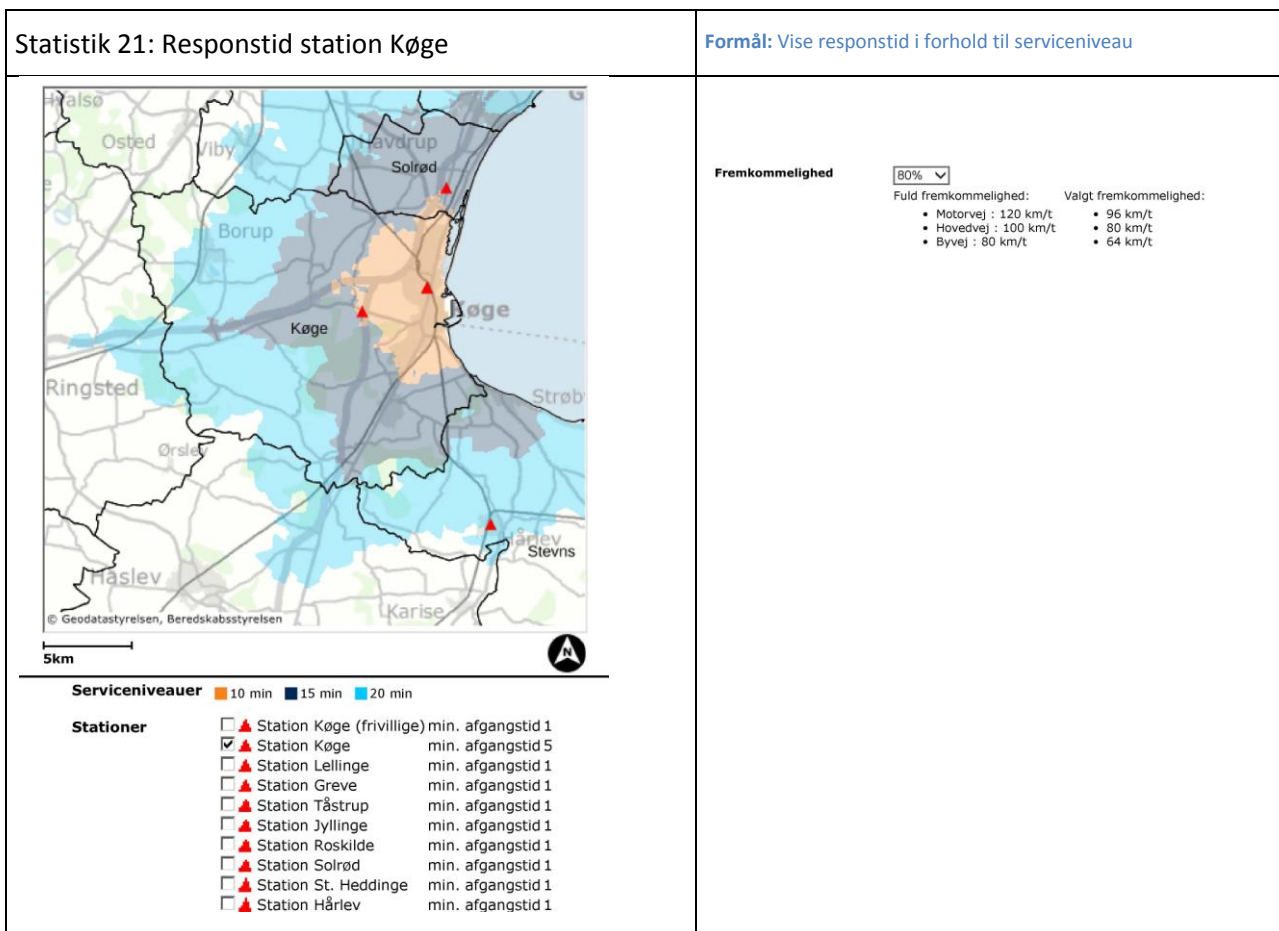 Statistik 21: Responstid station Køge
Formål: Vise responstid i forhold til serviceniveau
Osted
Viby
Solrød
Borup
Køge
Køge
Ringsted
Ørslev
Stevns
Haslev
Karise
© Geodatastyrelsen, Beredskabsstyrelsen
5km
N
Serviceniveauer 10 min 15 min 20 min
Stationer
Station Køge (frivillige) min. afgangstid 1
Station Køge min. afgangstid 5
Station Lellinge min. afgangstid 1
Station Greve min. afgangstid 1
Station Tåstrup min. afgangstid 1
Station Jyllinge min. afgangstid 1
Station Roskilde min. afgangstid 1
Station Solrød min. afgangstid 1
Station St. Heddinge min. afgangstid 1
Station Hårlev min. afgangstid 1
Fremkommelighed 80%
Fuld fremkommelighed: Valgt fremkommelighed:
• Motorvej : 120 km/t • 96 km/t
• Hovedvej : 100 km/t • 80 km/t
• Byvej : 80 km/t • 64 km/t